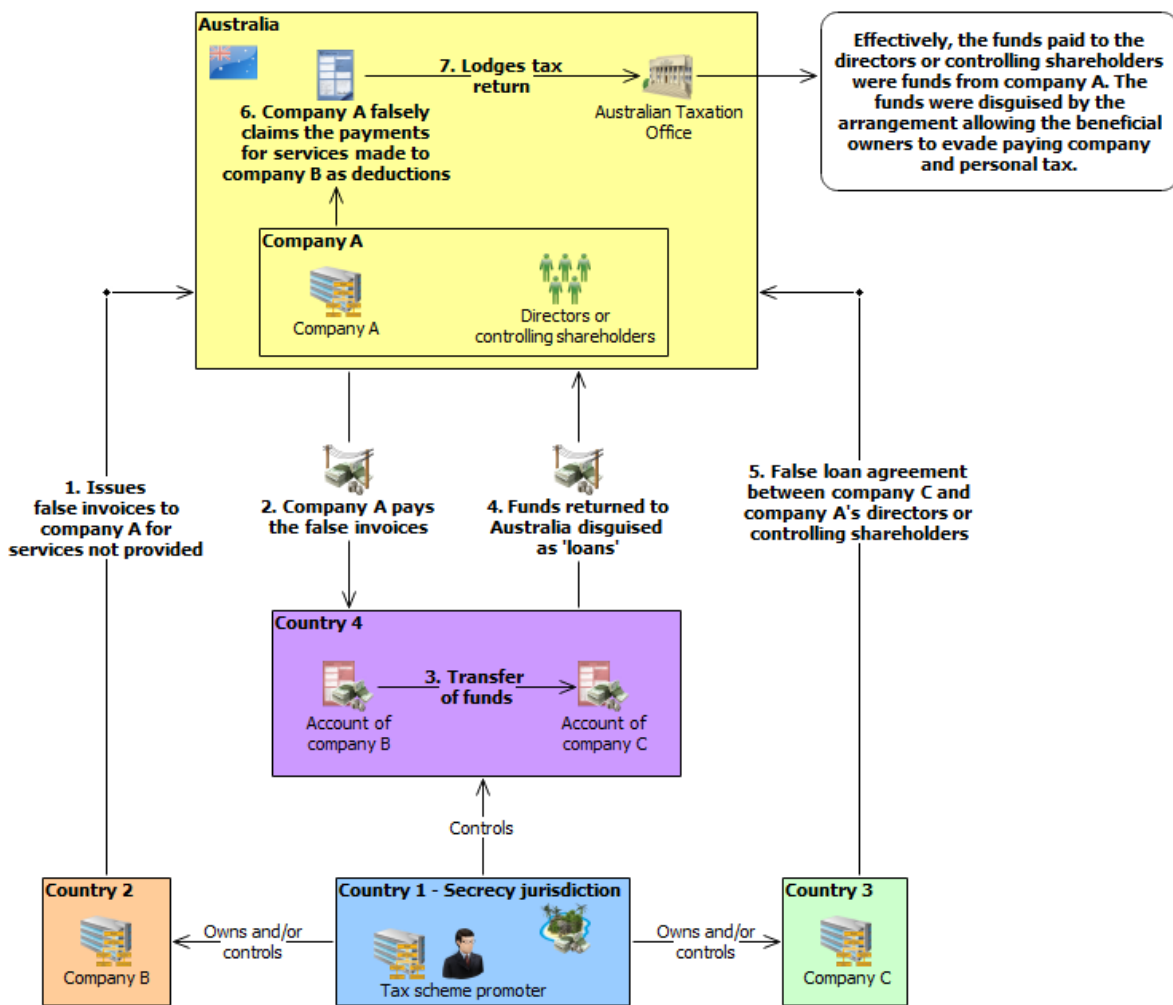 Australia
7. Lodges tax
return
6. Company A falsely
claims the payments
for services made to
company B as deductions
Australian Taxation
Office
Effectively, the funds paid to the
directors or controlling shareholders
were funds from company A. The
funds were disguised by the
arrangement allowing the beneficial
owners to evade paying company
and personal tax.
Company A
Company A
Directors or
controlling shareholders
1. Issues
false invoices to
company A for
services not provided
2. Company A pays
the false invoices
4. Funds returned to
Australia disguised
as 'loans'
5. False loan agreement
between company C and
company A's directors or
controlling shareholders
Country 4
Account of
company B
3. Transfer
of funds
Account of
company C
Controls
Country 2
Company B
Owns and/or
controls
Country 1 - Secrecy jurisdiction
Tax scheme promoter
Owns and/or
controls
Country 3
Company C